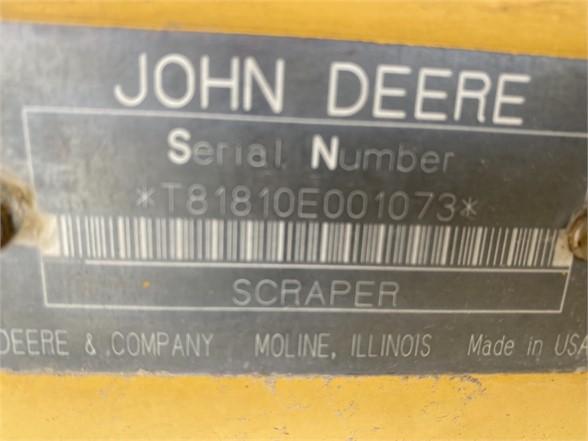 JOHN DEERE
Serial Number
*T81810E001073*
SCRAPER
DEERE & COMPANY MOLINE, ILLINOIS Made in USA